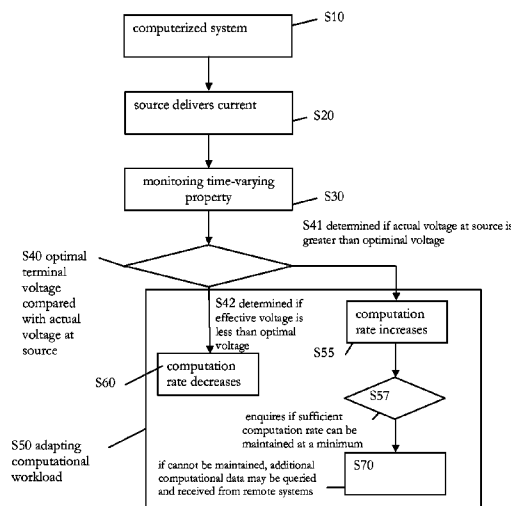 computerized system
S10
source delivers current
S20
monitoring time-varying
property
S30
S41 determined if actual voltage at source is
greater than optiminal voltage
S40 optimal
terminal
voltage
compared
with actual
voltage at
source
S42 determined if
effective voltage is
less than optimal
voltage
computation
rate increases
S55
computation
rate decreases
S60
S57
enquires if sufficient
computation rate can be
maintained at a minimum
S50 adapting
computational
workload
if cannot be maintained, additional
computational data may be queried
and received from remote systems
S70